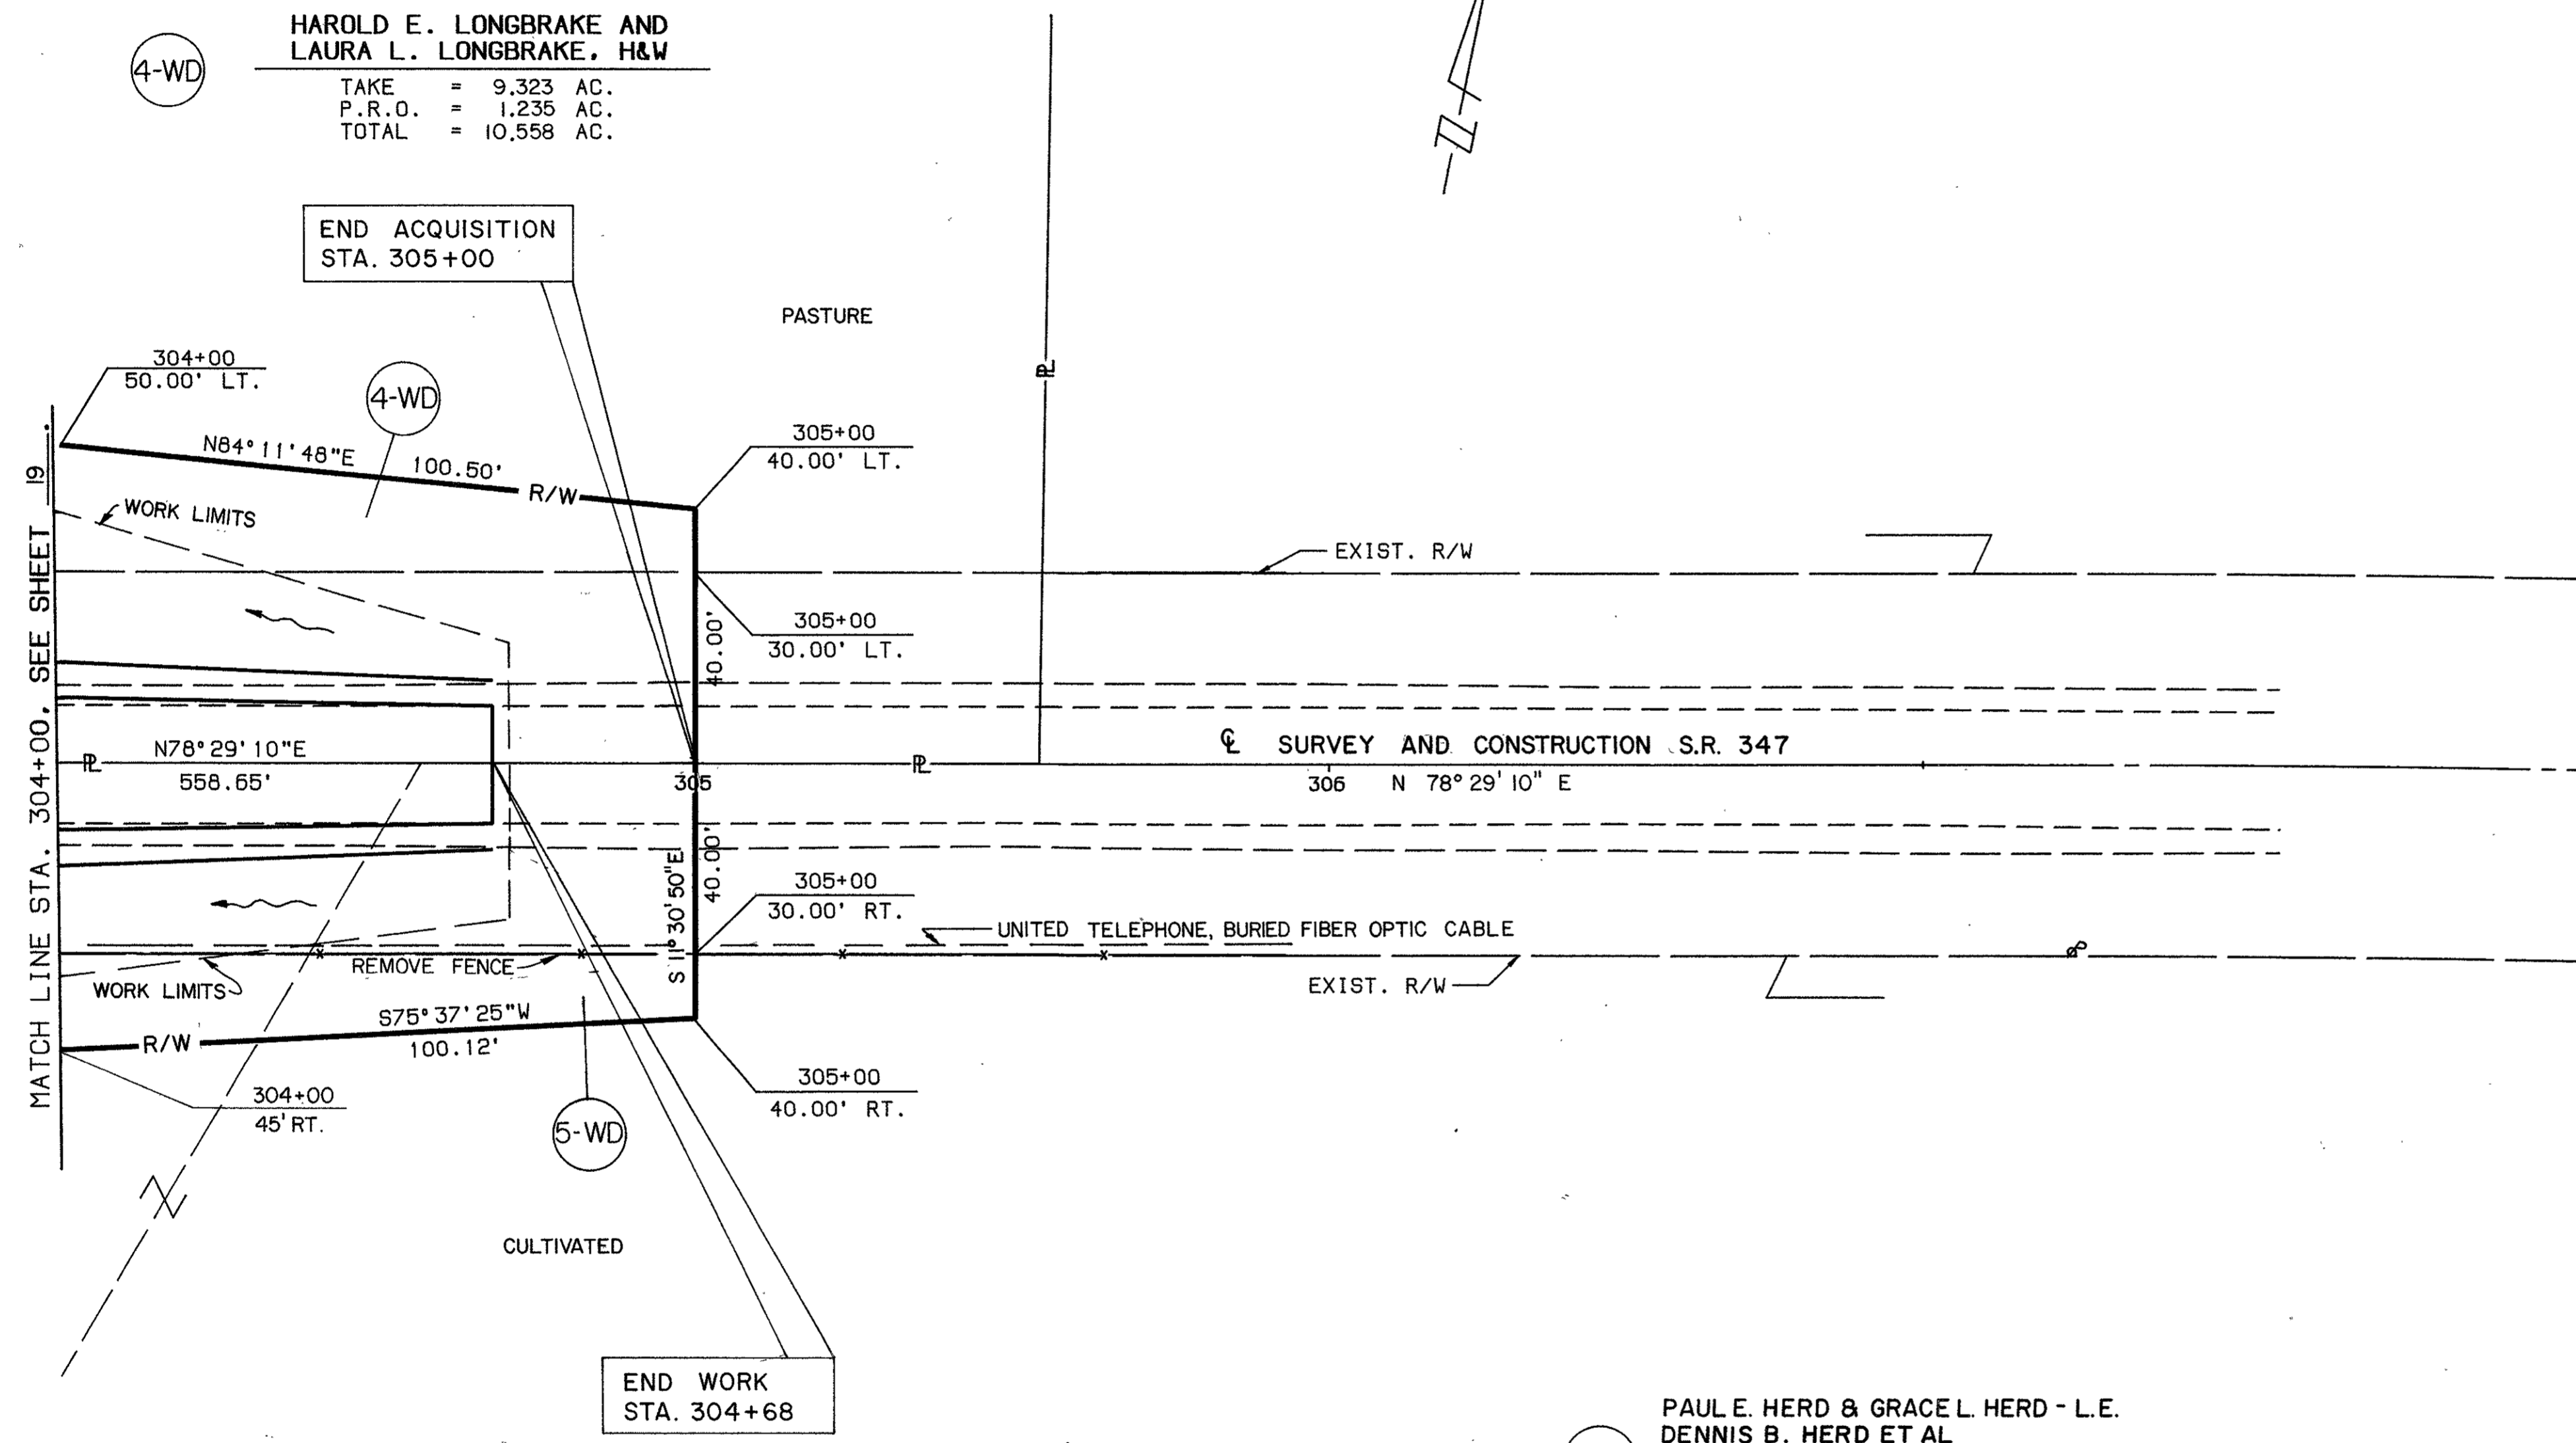 HAROLD E. LONGBRAKE AND
LAURA L. LONGBRAKE, H&W
4-WD
TAKE = 9.323 AC.
P.R.O. = 1.235 AC.
TOTAL = 10.558 AC.
END ACQUISITION
STA. 305+00
PASTURE
304+00
50.00' LT.
4-WD
PL
305+00
40.00' LT.
N84°11'48"E 100.50'
R/W
WORK LIMITS
EXIST. R/W
305+00
30.00' LT.
40.00'
MATCH LINE STA. 304+00, SEE SHEET 19
N78°29'10"E
558.65'
PL
PL
CL SURVEY AND CONSTRUCTION S.R. 347
305
306
N 78°29'10" E
40.00'
S 11°30'50"E
305+00
30.00' RT.
UNITED TELEPHONE, BURIED FIBER OPTIC CABLE
REMOVE FENCE
WORK LIMITS
EXIST. R/W
S75°37'25"W
100.12'
R/W
305+00
40.00' RT.
304+00
45' RT.
5-WD
CULTIVATED
END WORK
STA. 304+68
PAUL E. HERD & GRACE L. HERD - L.E.
DENNIS B. HERD ET AL